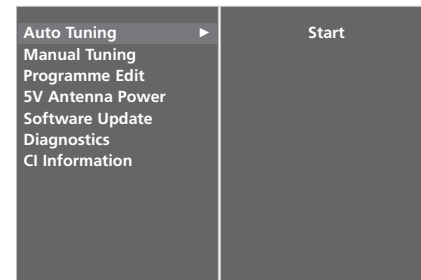 Auto Tuning ► Start
Manual Tuning
Programme Edit
5V Antenna Power
Software Update
Diagnostics
CI Information